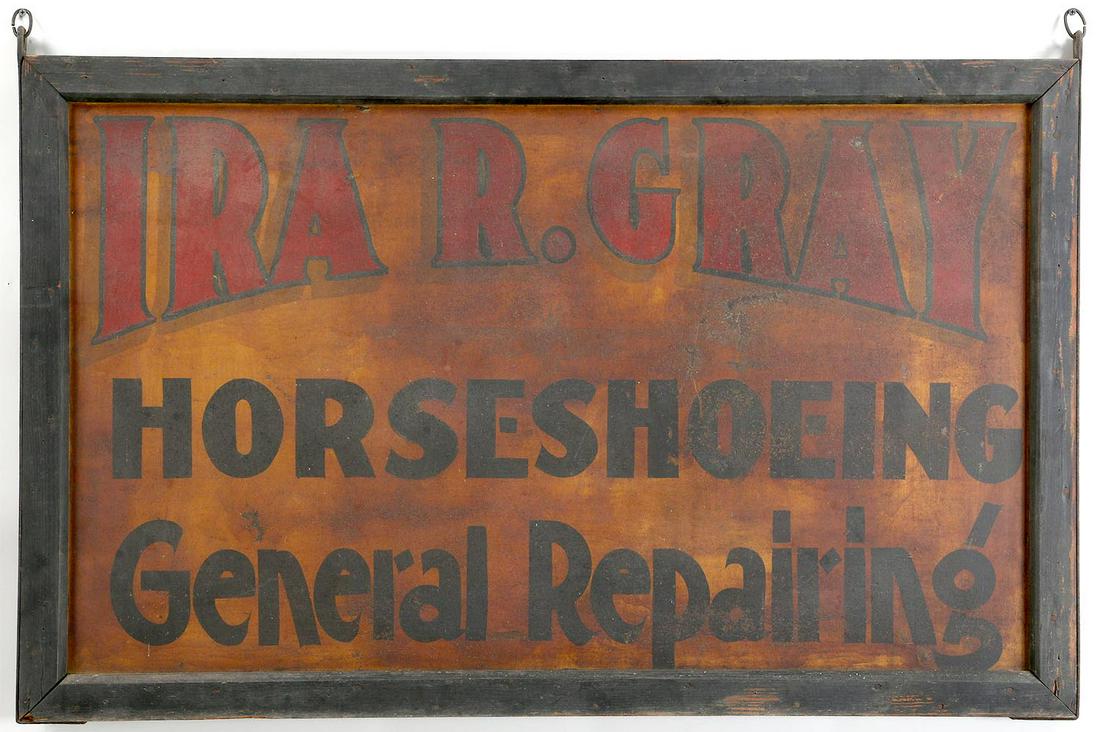 IRA R. GRAY
HORSESHOEING
General Repairing